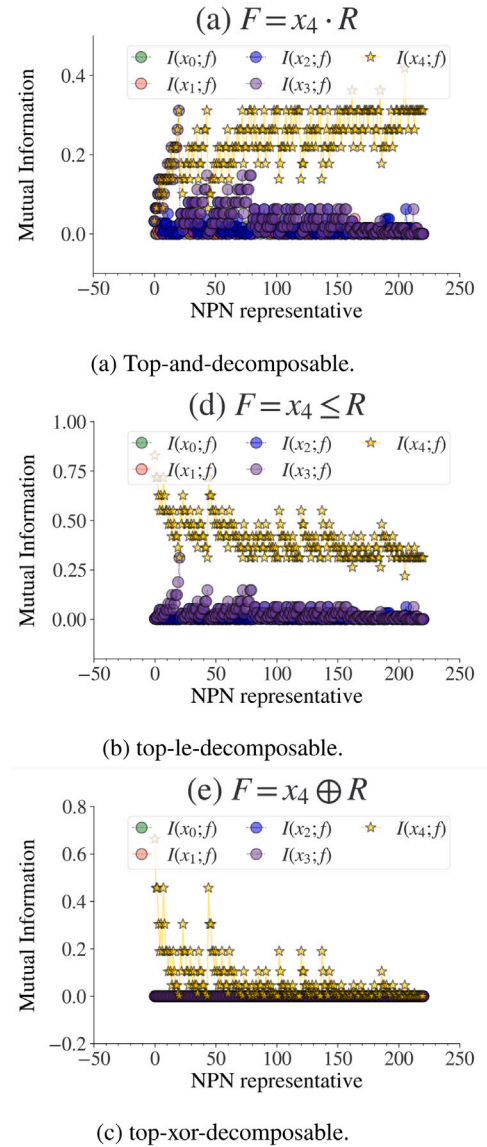 (a) F = x₄ · R
I(x₀;f) I(x₂;f) I(x₄;f)
I(x₁;f) I(x₃;f)
Mutual Information
0.4
0.2
0.0
−50 0 50 100 150 200 250
NPN representative
(a) Top-and-decomposable.
(d) F = x₄ ≤ R
I(x₀;f) I(x₂;f) I(x₄;f)
I(x₁;f) I(x₃;f)
Mutual Information
1.00
0.75
0.50
0.25
0.00
−50 0 50 100 150 200 250
NPN representative
(b) top-le-decomposable.
(e) F = x₄ ⊕ R
I(x₀;f) I(x₂;f) I(x₄;f)
I(x₁;f) I(x₃;f)
Mutual Information
0.8
0.6
0.4
0.2
0.0
−0.2
−50 0 50 100 150 200 250
NPN representative
(c) top-xor-decomposable.